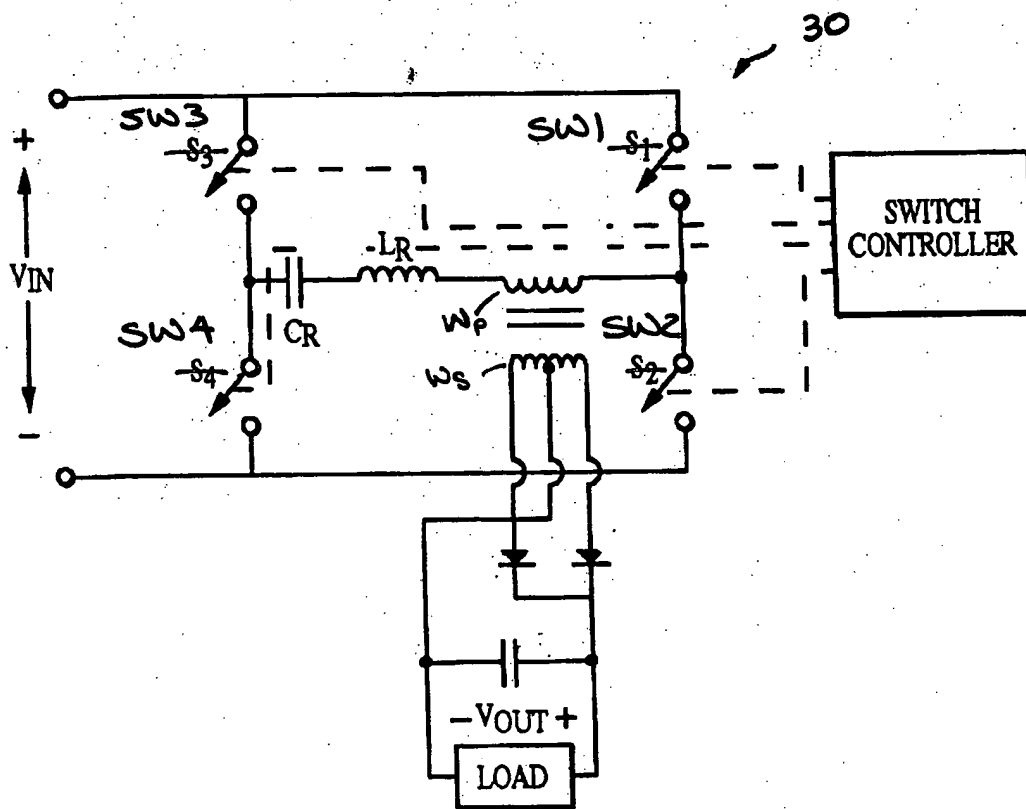 30
SW3
S3
SW1
S1
+
VIN
−
SWITCH
CONTROLLER
LR
CR
WP
SW4
S4
SW2
S2
WS
− VOUT +
LOAD